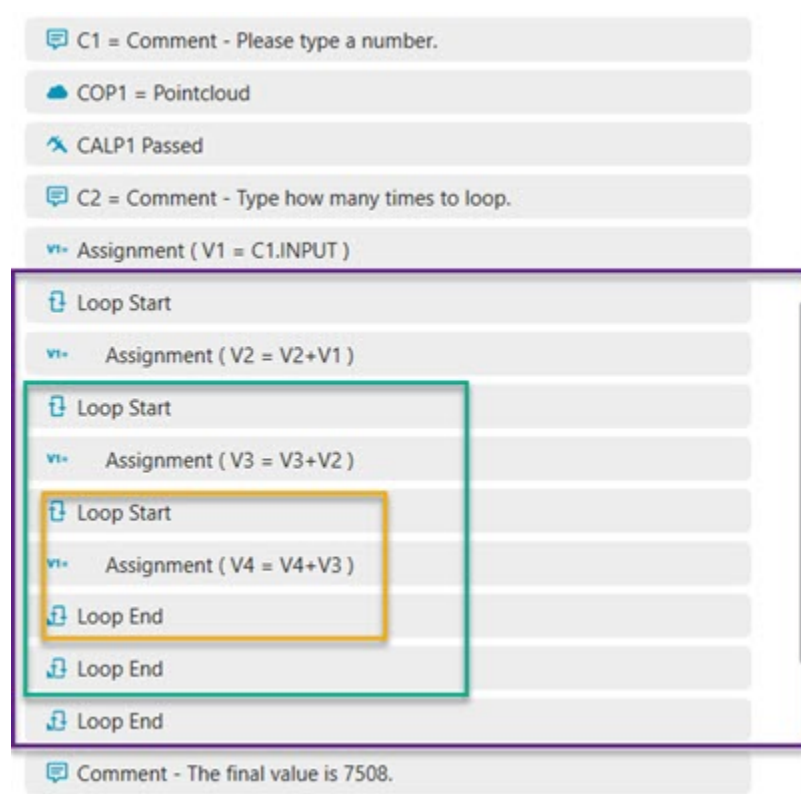 C1 = Comment - Please type a number.
COP1 = Pointcloud
CALP1 Passed
C2 = Comment - Type how many times to loop.
V1= Assignment ( V1 = C1.INPUT )
Loop Start
V1= Assignment ( V2 = V2+V1 )
Loop Start
V1= Assignment ( V3 = V3+V2 )
Loop Start
V1= Assignment ( V4 = V4+V3 )
Loop End
Loop End
Loop End
Comment - The final value is 7508.